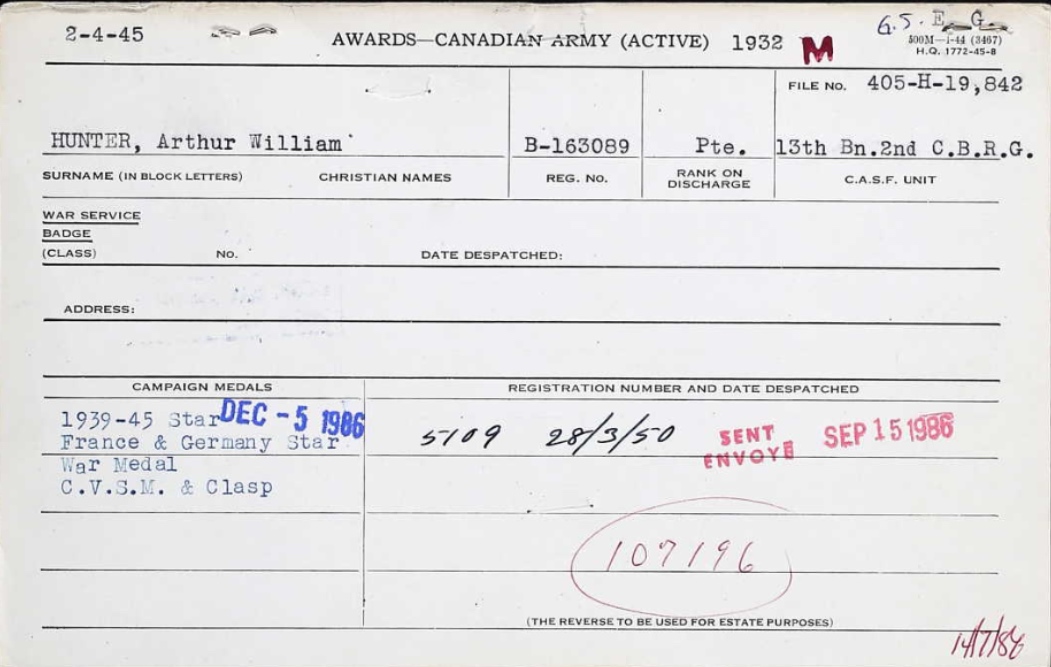 2-4-45
AWARDS—CANADIAN ARMY (ACTIVE) 1932 M
G.S. E. G.
500M—1-44 (3467)
H.Q. 1772-45-8
FILE NO. 405-H-19,842
HUNTER, Arthur William B-163089 Pte. 13th Bn.2nd C.B.R.G.
SURNAME (IN BLOCK LETTERS) CHRISTIAN NAMES REG. NO. RANK ON DISCHARGE C.A.S.F. UNIT
WAR SERVICE
BADGE
(CLASS) NO. DATE DESPATCHED:
ADDRESS:
CAMPAIGN MEDALS REGISTRATION NUMBER AND DATE DESPATCHED
1939-45 Star DEC -5 1986
France & Germany Star
War Medal
C.V.S.M. & Clasp
5109 28/3/50 SENT ENVOYÉ SEP 15 1986
107196
(THE REVERSE TO BE USED FOR ESTATE PURPOSES)
14/7/86